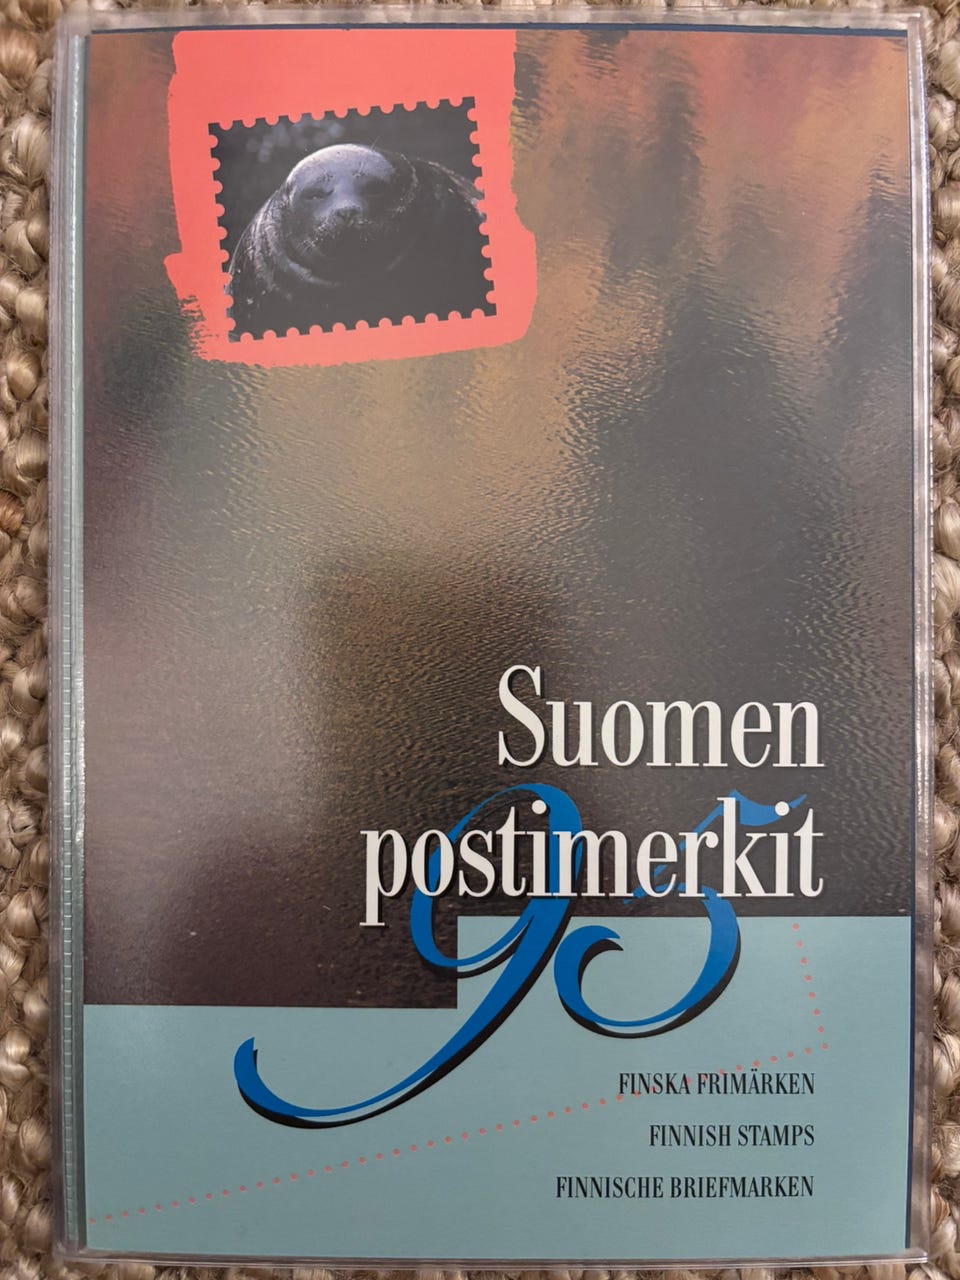 Suomen
postimerkit
95
FINSKA FRIMÄRKEN
FINNISH STAMPS
FINNISCHE BRIEFMARKEN